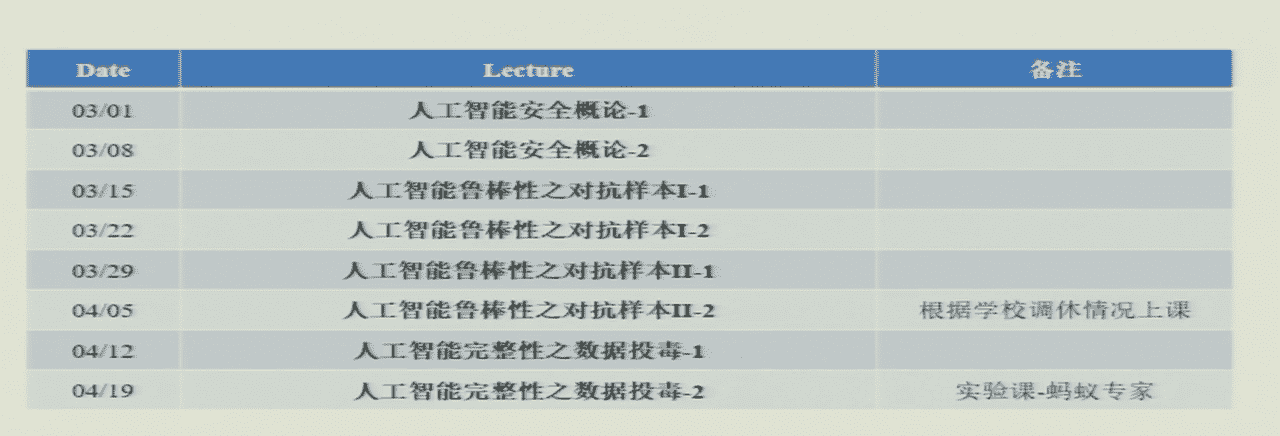 Date Lecture 备注
03/01 人工智能安全概论-1
03/08 人工智能安全概论-2
03/15 人工智能鲁棒性之对抗样本I-1
03/22 人工智能鲁棒性之对抗样本I-2
03/29 人工智能鲁棒性之对抗样本II-1
04/05 人工智能鲁棒性之对抗样本II-2 根据学校调休情况上课
04/12 人工智能完整性之数据投毒-1
04/19 人工智能完整性之数据投毒-2 实验课-蚂蚁专家